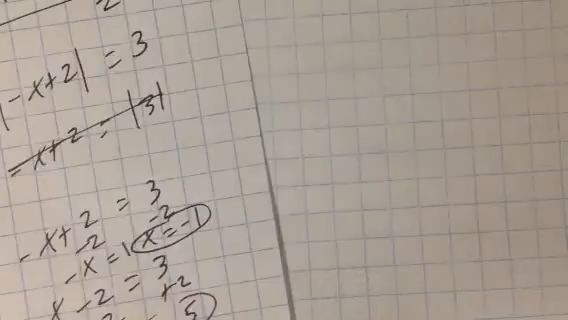 2
|-x+2| = 3
-x+2 = |3|
-x+2 = 3
-2 -2
-x = 1 x = -1
x-2 = 3
+2
5